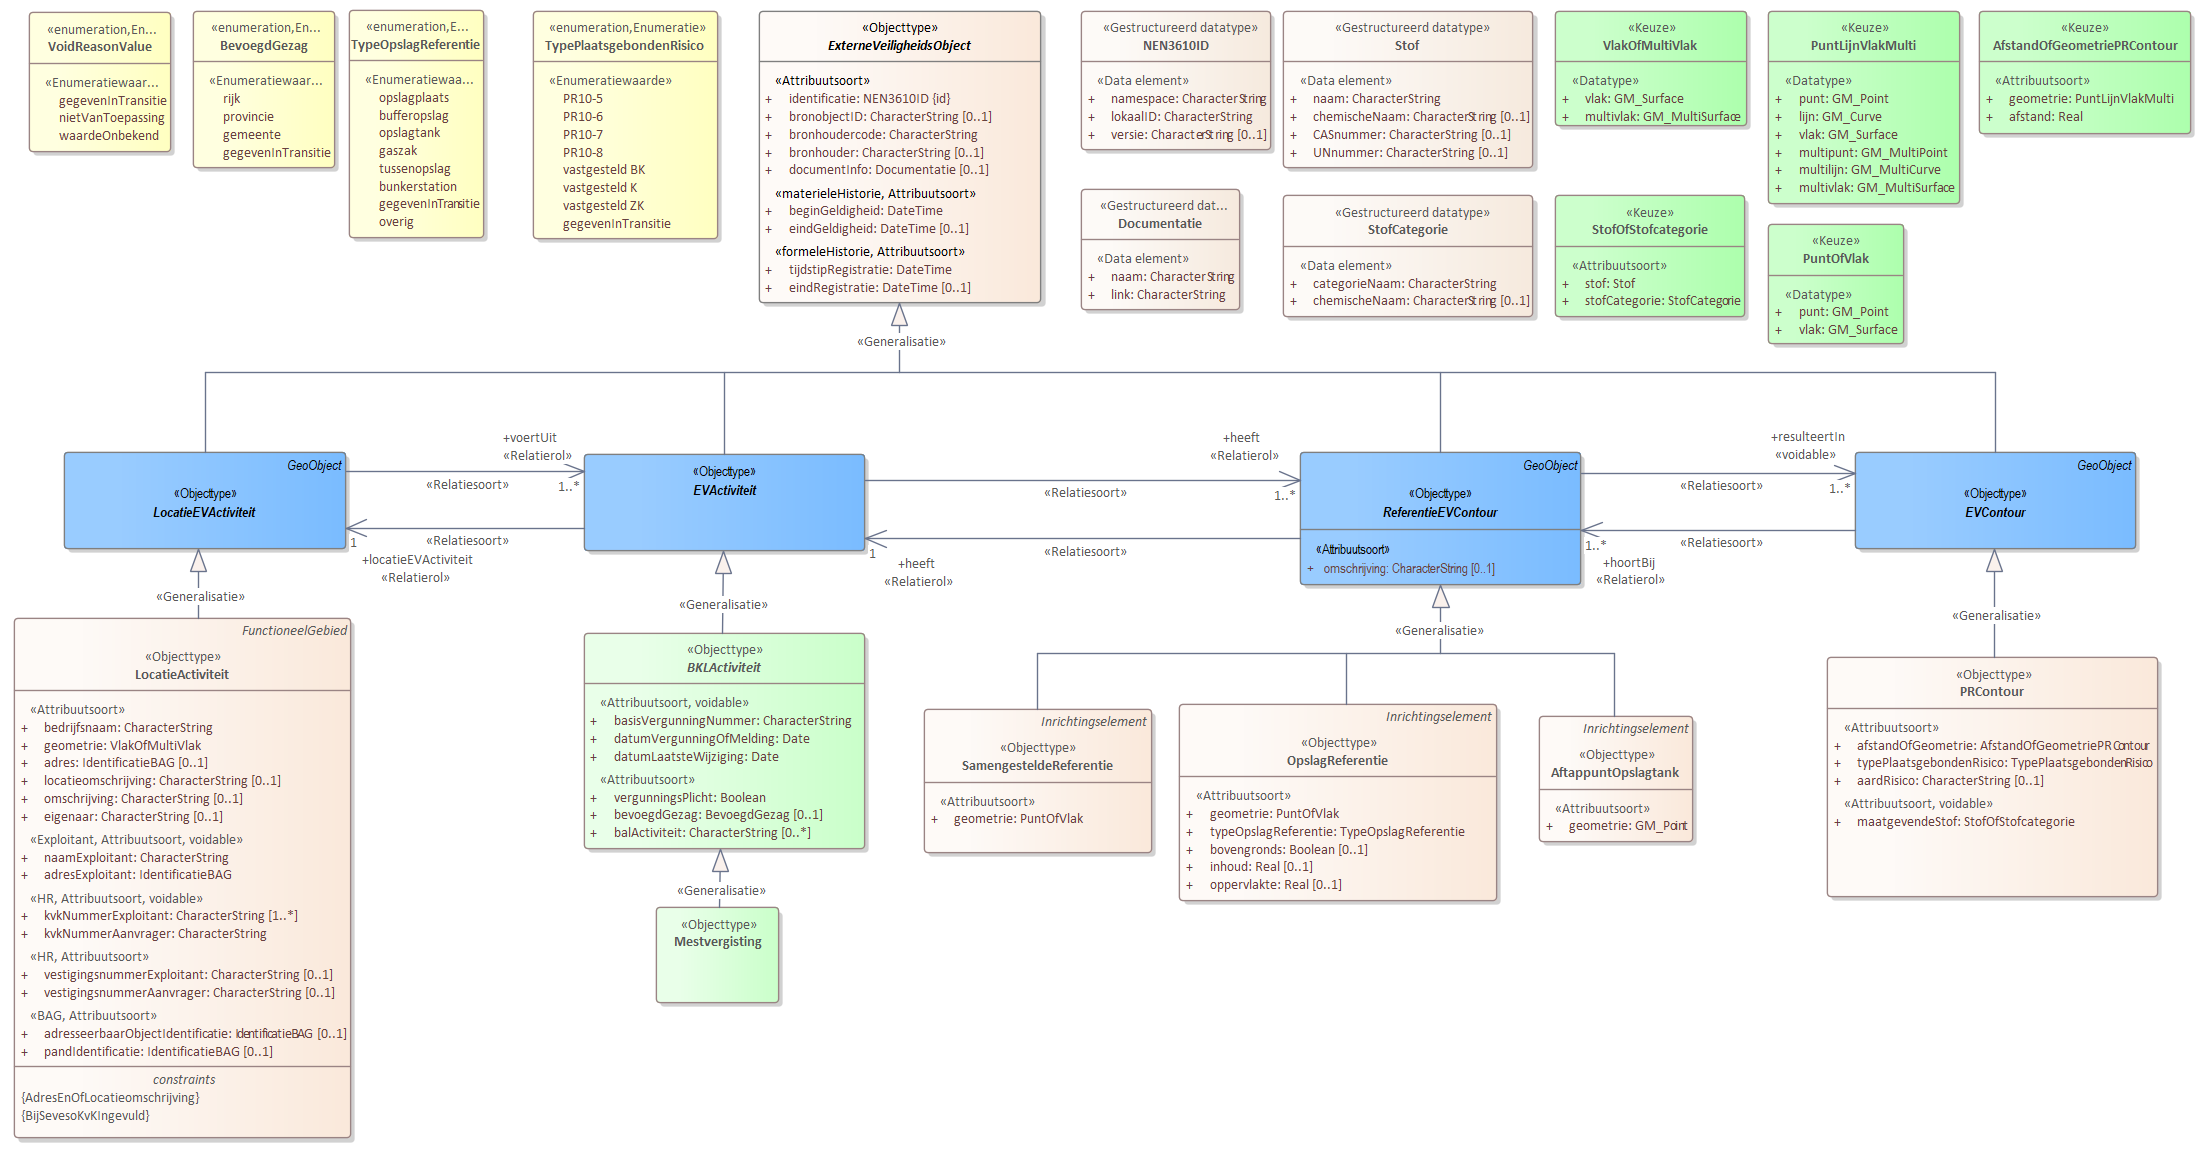 «enumeration,En...
VoidReasonValue
«Enumeratiewaar...
gegevenInTransitie
nietVanToepassing
waardeOnbekend
«enumeration,En...
BevoegdGezag
«Enumeratiewaar...
rijk
provincie
gemeente
gegevenInTransitie
«enumeration,E...
TypeOpslagReferentie
«Enumeratiewaa...
opslagplaats
bufferopslag
opslagtank
gaszak
tussenopslag
bunkerstation
gegevenInTransitie
overig
«enumeration,Enumeratie»
TypePlaatsgebondenRisico
«Enumeratiewaarde»
PR10-5
PR10-6
PR10-7
PR10-8
vastgesteld BK
vastgesteld K
vastgesteld ZK
gegevenInTransitie
«Objecttype»
ExterneVeiligheidsObject
«Attribuutsoort»
+ identificatie: NEN3610ID {id}
+ bronobjectID: CharacterString [0..1]
+ bronhoudercode: CharacterString
+ bronhouder: CharacterString [0..1]
+ documentInfo: Documentatie [0..1]
«materieleHistorie, Attribuutsoort»
+ beginGeldigheid: DateTime
+ eindGeldigheid: DateTime [0..1]
«formeleHistorie, Attribuutsoort»
+ tijdstipRegistratie: DateTime
+ eindRegistratie: DateTime [0..1]
«Gestructureerd datatype»
NEN3610ID
«Data element»
+ namespace: CharacterString
+ lokaalID: CharacterString
+ versie: CharacterString [0..1]
«Gestructureerd dat...
Documentatie
«Data element»
+ naam: CharacterString
+ link: CharacterString
«Gestructureerd datatype»
Stof
«Data element»
+ naam: CharacterString
+ chemischeNaam: CharacterString [0..1]
+ CASnummer: CharacterString [0..1]
+ UNnummer: CharacterString [0..1]
«Gestructureerd datatype»
StofCategorie
«Data element»
+ categorieNaam: CharacterString
+ chemischeNaam: CharacterString [0..1]
«Keuze»
VlakOfMultiVlak
«Datatype»
+ vlak: GM_Surface
+ multivlak: GM_MultiSurface
«Keuze»
StofOfStofcategorie
«Attribuutsoort»
+ stof: Stof
+ stofCategorie: StofCategorie
«Keuze»
PuntLijnVlakMulti
«Datatype»
+ punt: GM_Point
+ lijn: GM_Curve
+ vlak: GM_Surface
+ multipunt: GM_MultiPoint
+ multilijn: GM_MultiCurve
+ multivlak: GM_MultiSurface
«Keuze»
PuntOfVlak
«Datatype»
+ punt: GM_Point
+ vlak: GM_Surface
«Keuze»
AfstandOfGeometriePRContour
«Attribuutsoort»
+ geometrie: PuntLijnVlakMulti
+ afstand: Real
«Generalisatie»
GeoObject
«Objecttype»
LocatieEVActiviteit
+voertUit
«Relatierol»
1..*
«Relatiesoort»
«Relatiesoort»
1
+locatieEVActiviteit
«Relatierol»
«Objecttype»
EVActiviteit
+heeft
«Relatierol»
1..*
«Relatiesoort»
«Relatiesoort»
1
+heeft
«Relatierol»
GeoObject
«Objecttype»
ReferentieEVContour
«Attribuutsoort»
+ omschrijving: CharacterString [0..1]
+resulteertIn
«voidable»
1..*
«Relatiesoort»
«Relatiesoort»
1..*
+hoortBij
«Relatierol»
GeoObject
«Objecttype»
EVContour
«Generalisatie»
«Generalisatie»
«Generalisatie»
«Generalisatie»
FunctioneelGebied
«Objecttype»
LocatieActiviteit
«Attribuutsoort»
+ bedrijfsnaam: CharacterString
+ geometrie: VlakOfMultiVlak
+ adres: IdentificatieBAG [0..1]
+ locatieomschrijving: CharacterString [0..1]
+ omschrijving: CharacterString [0..1]
+ eigenaar: CharacterString [0..1]
«Exploitant, Attribuutsoort, voidable»
+ naamExploitant: CharacterString
+ adresExploitant: IdentificatieBAG
«HR, Attribuutsoort, voidable»
+ kvkNummerExploitant: CharacterString [1..*]
+ kvkNummerAanvrager: CharacterString
«HR, Attribuutsoort»
+ vestigingsnummerExploitant: CharacterString [0..1]
+ vestigingsnummerAanvrager: CharacterString [0..1]
«BAG, Attribuutsoort»
+ adresseerbaarObjectIdentificatie: IdentificatieBAG [0..1]
+ pandIdentificatie: IdentificatieBAG [0..1]
constraints
{AdresEnOfLocatieomschrijving}
{BijSevesoKvKIngevuld}
«Objecttype»
BKLActiviteit
«Attribuutsoort, voidable»
+ basisVergunningNummer: CharacterString
+ datumVergunningOfMelding: Date
+ datumLaatsteWijziging: Date
«Attribuutsoort»
+ vergunningsPlicht: Boolean
+ bevoegdGezag: BevoegdGezag [0..1]
+ balActiviteit: CharacterString [0..*]
«Generalisatie»
«Objecttype»
Mestvergisting
Inrichtingselement
«Objecttype»
SamengesteldeReferentie
«Attribuutsoort»
+ geometrie: PuntOfVlak
Inrichtingselement
«Objecttype»
OpslagReferentie
«Attribuutsoort»
+ geometrie: PuntOfVlak
+ typeOpslagReferentie: TypeOpslagReferentie
+ bovengronds: Boolean [0..1]
+ inhoud: Real [0..1]
+ oppervlakte: Real [0..1]
Inrichtingselement
«Objecttype»
AftappuntOpslagtank
«Attribuutsoort»
+ geometrie: GM_Point
«Objecttype»
PRContour
«Attribuutsoort»
+ afstandOfGeometrie: AfstandOfGeometriePRContour
+ typePlaatsgebondenRisico: TypePlaatsgebondenRisico
+ aardRisico: CharacterString [0..1]
«Attribuutsoort, voidable»
+ maatgevendeStof: StofOfStofcategorie